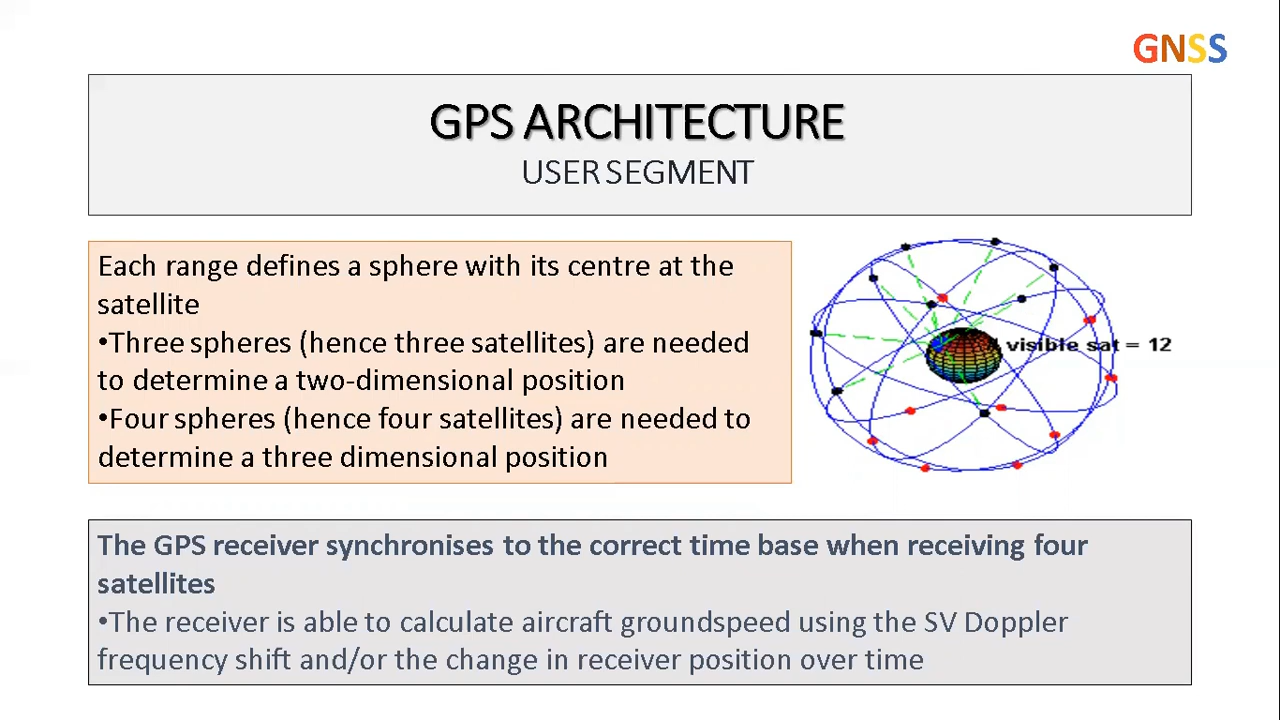 GNSS
GPS ARCHITECTURE
USER SEGMENT
Each range defines a sphere with its centre at the
satellite
•Three spheres (hence three satellites) are needed
to determine a two-dimensional position
•Four spheres (hence four satellites) are needed to
determine a three dimensional position
visible sat = 12
The GPS receiver synchronises to the correct time base when receiving four
satellites
•The receiver is able to calculate aircraft groundspeed using the SV Doppler
frequency shift and/or the change in receiver position over time